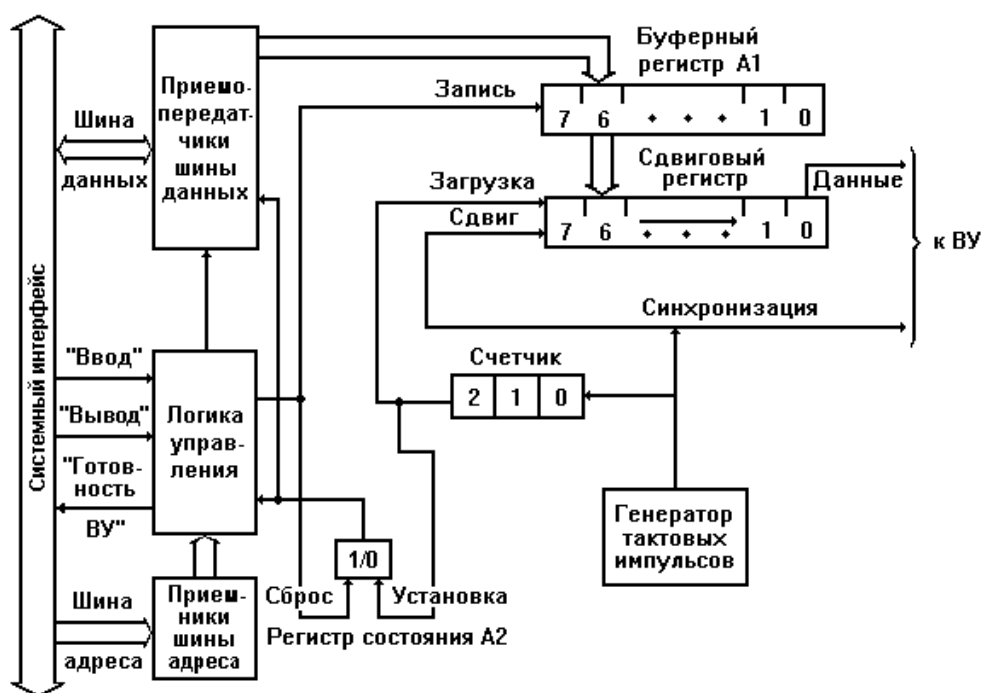 Буферный
регистр А1
Приемо-
передат-
чики
шины
данных
Запись
7 6 1 0
Шина
данных
Сдвиговый
регистр
Данные
Загрузка
Сдвиг
7 6 1 0
к ВУ
Системный интерфейс
Синхронизация
"Ввод"
Счетчик
2 1 0
"Вывод"
Логика
управ-
ления
"Готов-
ность
ВУ"
Генератор
тактовых
импульсов
1/0
Сброс
Установка
Регистр состояния А2
Шина
адреса
Прием-
ники
шины
адреса